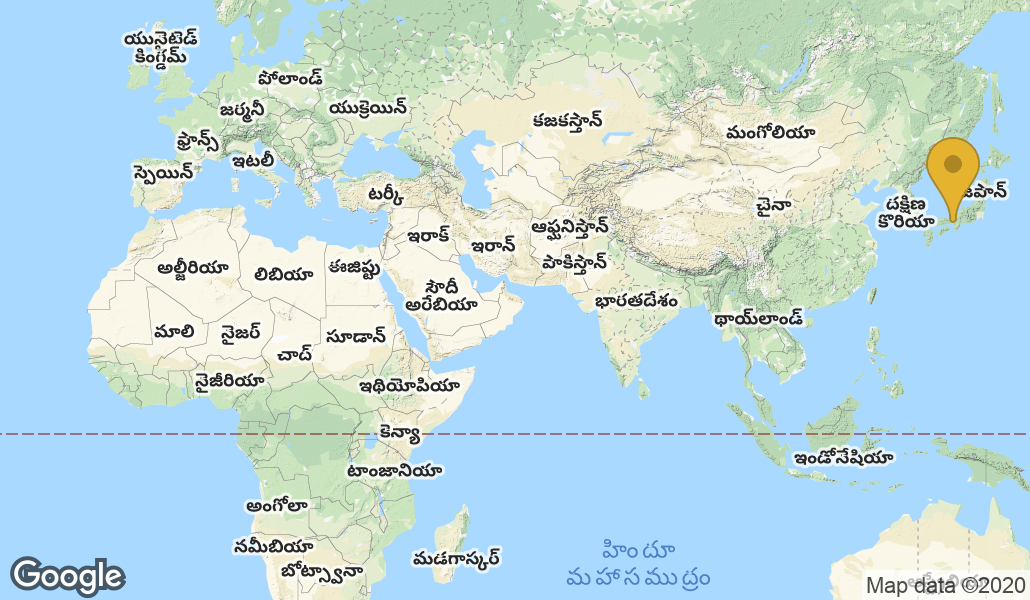 యునైటెడ్
కింగ్డమ్
పోలాండ్
జర్మనీ
యుక్రెయిన్
కజకస్తాన్
మంగోలియా
ఫ్రాన్స్
ఇటలీ
స్పెయిన్
టర్కీ
జపాన్
చైనా
దక్షిణ
కొరియా
ఇరాక్
ఇరాన్
ఆఫ్ఘనిస్తాన్
పాకిస్తాన్
అల్జీరియా
లిబియా
ఈజిప్టు
సౌదీ
అరేబియా
భారతదేశం
థాయ్‌లాండ్
మాలి
నైజర్
సూడాన్
చాద్
నైజీరియా
ఇథియోపియా
కెన్యా
ఇండోనేషియా
టాంజానియా
అంగోలా
నమీబియా
మడగాస్కర్
బోట్స్వానా
హిందూ
మహాసముద్రం
Google
Map data ©2020